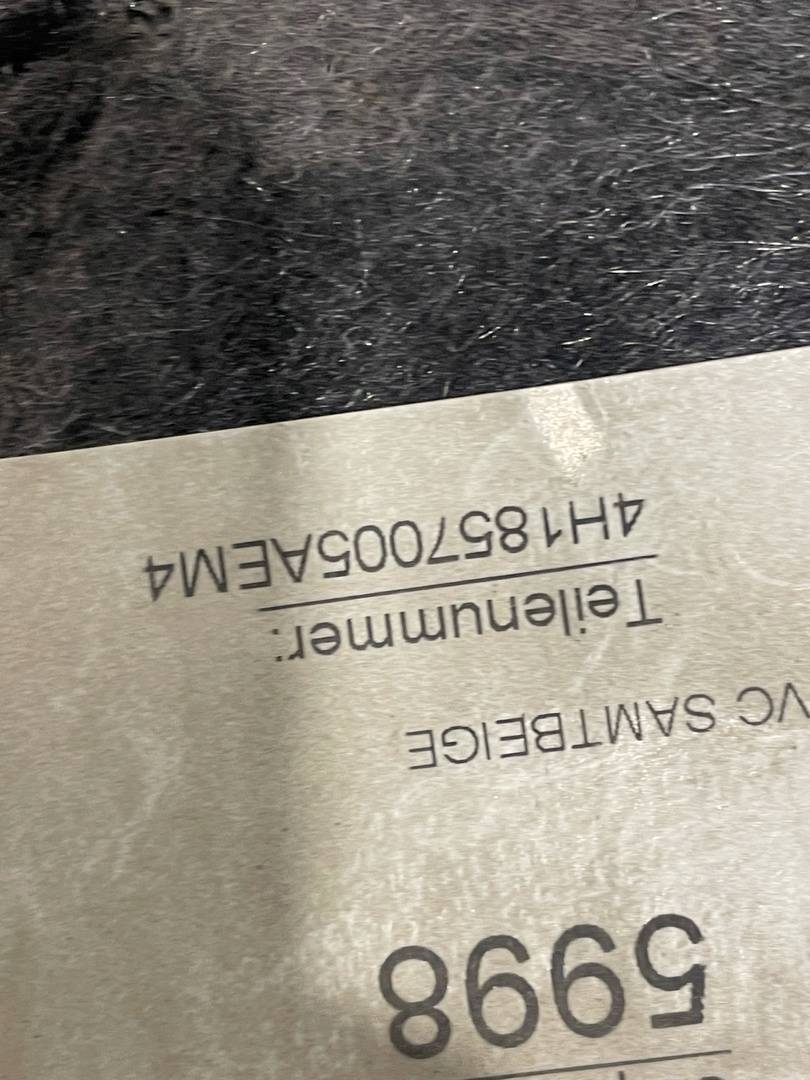 5998
VC SAMTBEIGE
Teilenummer:
4H1857005AEM4